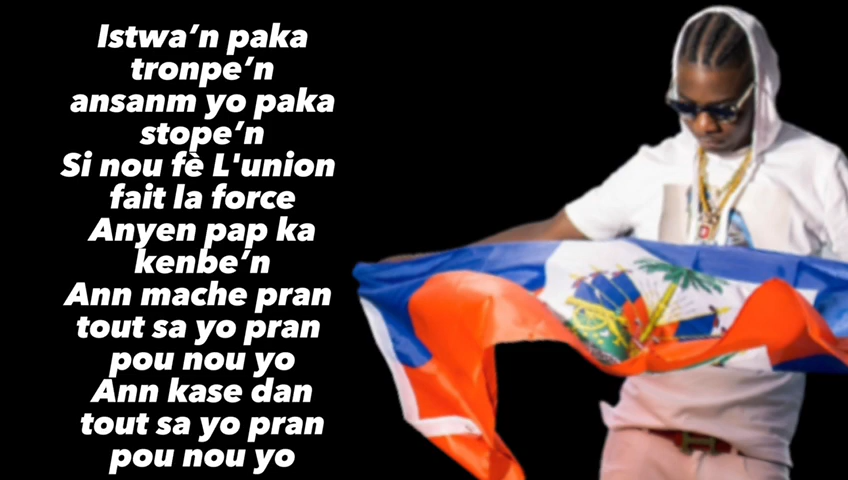 Istwa’n paka
tronpe’n
ansanm yo paka
stope’n
Si nou fè L'union
fait la force
Anyen pap ka
kenbe’n
Ann mache pran
tout sa yo pran
pou nou yo
Ann kase dan
tout sa yo pran
pou nou yo